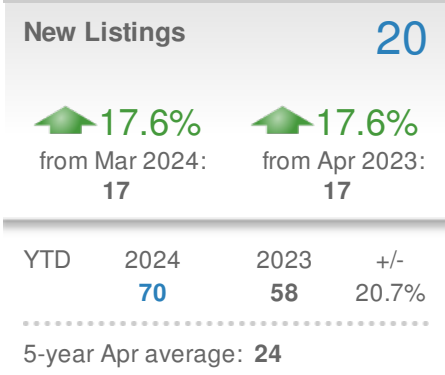 New Listings 20
17.6% 17.6%
from Mar 2024: from Apr 2023:
17 17
YTD 2024 2023 +/-
70 58 20.7%
5-year Apr average: 24